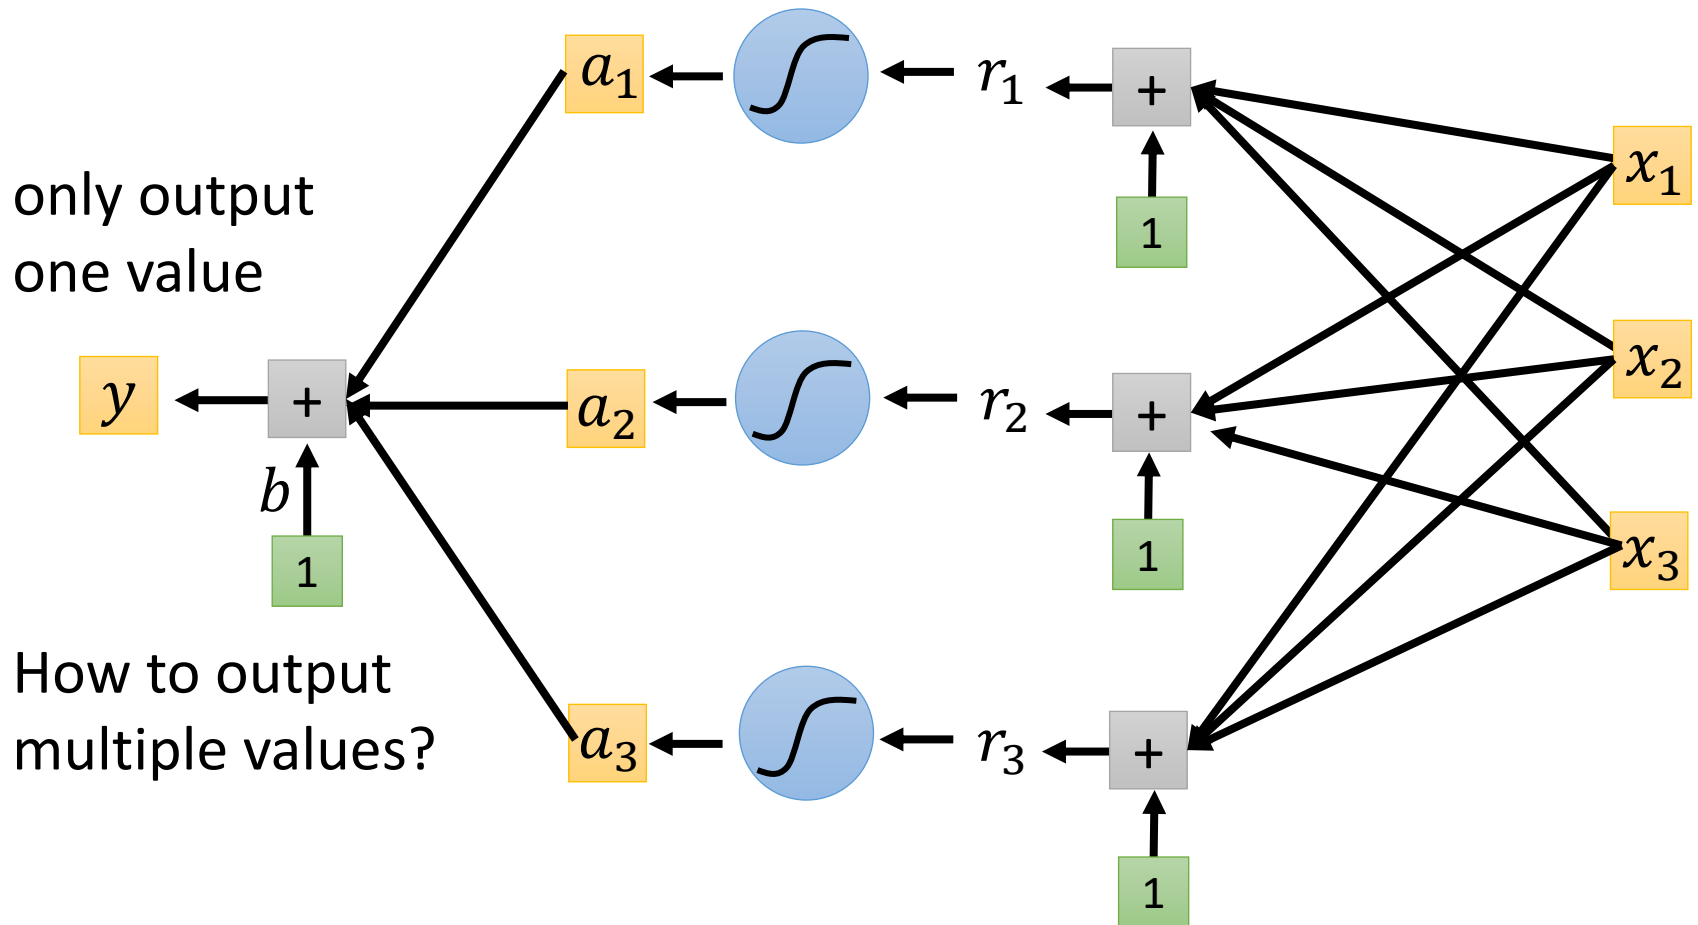 a₁
r₁
+
x₁
1
only output
one value
y
+
a₂
r₂
+
x₂
b
1
1
x₃
How to output
multiple values?
a₃
r₃
+
1